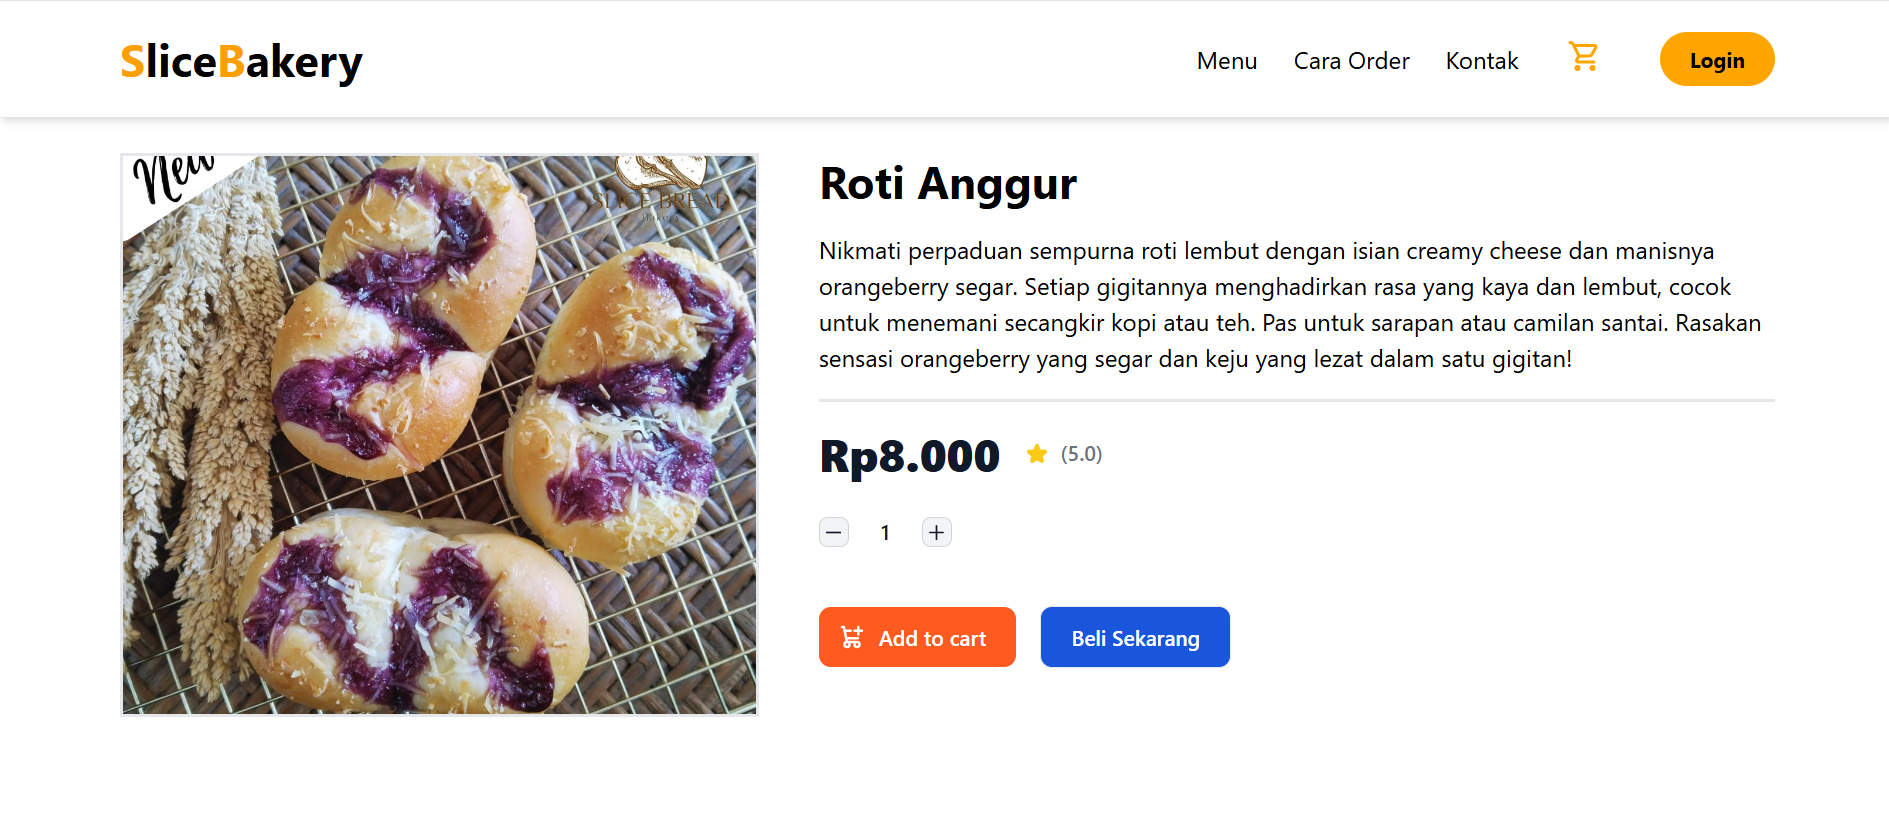 SliceBakery
Menu
Cara Order
Kontak
Login
New
SLICE BREAD
Bakery
Roti Anggur
Nikmati perpaduan sempurna roti lembut dengan isian creamy cheese dan manisnya
orangeberry segar. Setiap gigitannya menghadirkan rasa yang kaya dan lembut, cocok
untuk menemani secangkir kopi atau teh. Pas untuk sarapan atau camilan santai. Rasakan
sensasi orangeberry yang segar dan keju yang lezat dalam satu gigitan!
Rp8.000
(5.0)
1
Add to cart
Beli Sekarang